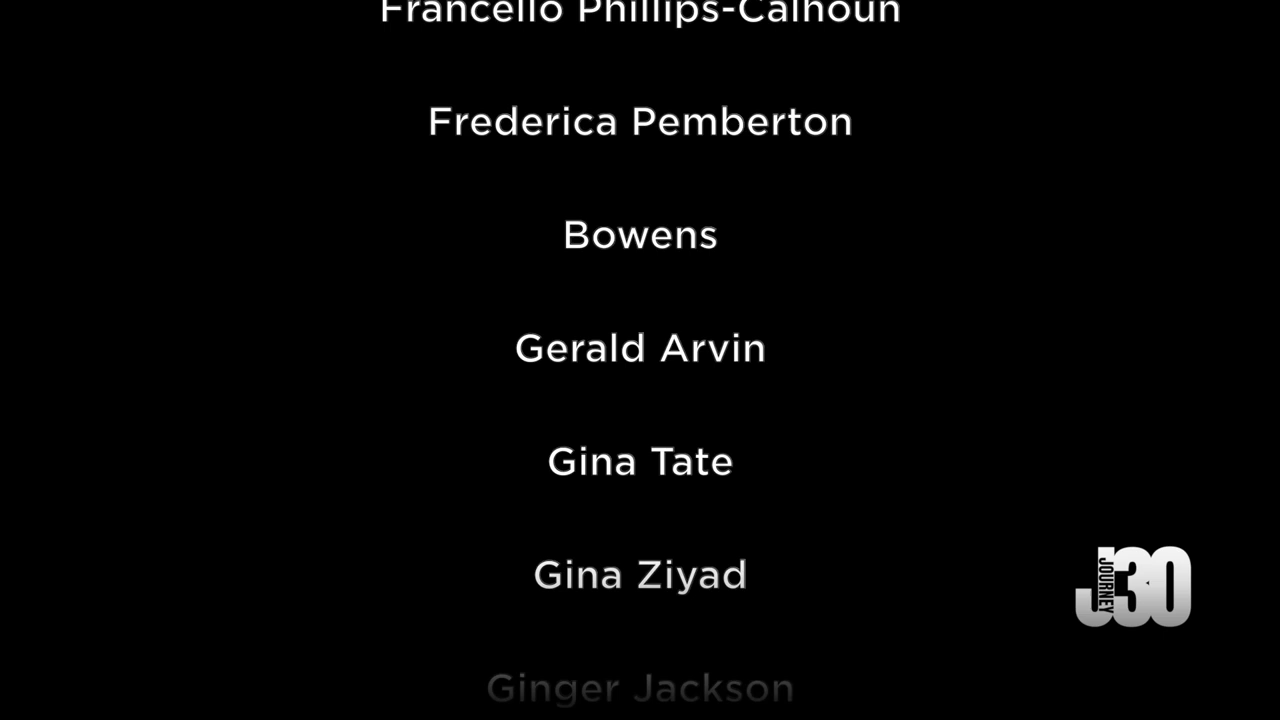 Francello Phillips-Calhoun
Frederica Pemberton
Bowens
Gerald Arvin
Gina Tate
Gina Ziyad
J30
JOURNEY
Ginger Jackson